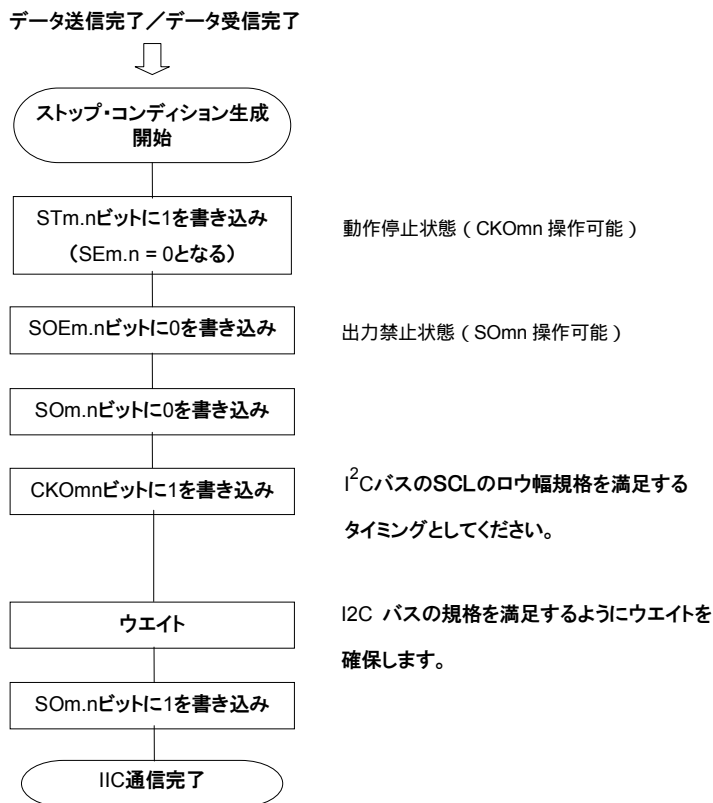 データ送信完了／データ受信完了
ストップ・コンディション生成
開始
STm.nビットに1を書き込み
（SEm.n = 0となる）
動作停止状態（CKOmn 操作可能）
SOEm.nビットに0を書き込み
出力禁止状態（SOmn 操作可能）
SOm.nビットに0を書き込み
CKOmnビットに1を書き込み
I²CバスのSCLのロウ幅規格を満足する
タイミングとしてください。
ウエイト
I2C バスの規格を満足するようにウエイトを
確保します。
SOm.nビットに1を書き込み
IIC通信完了